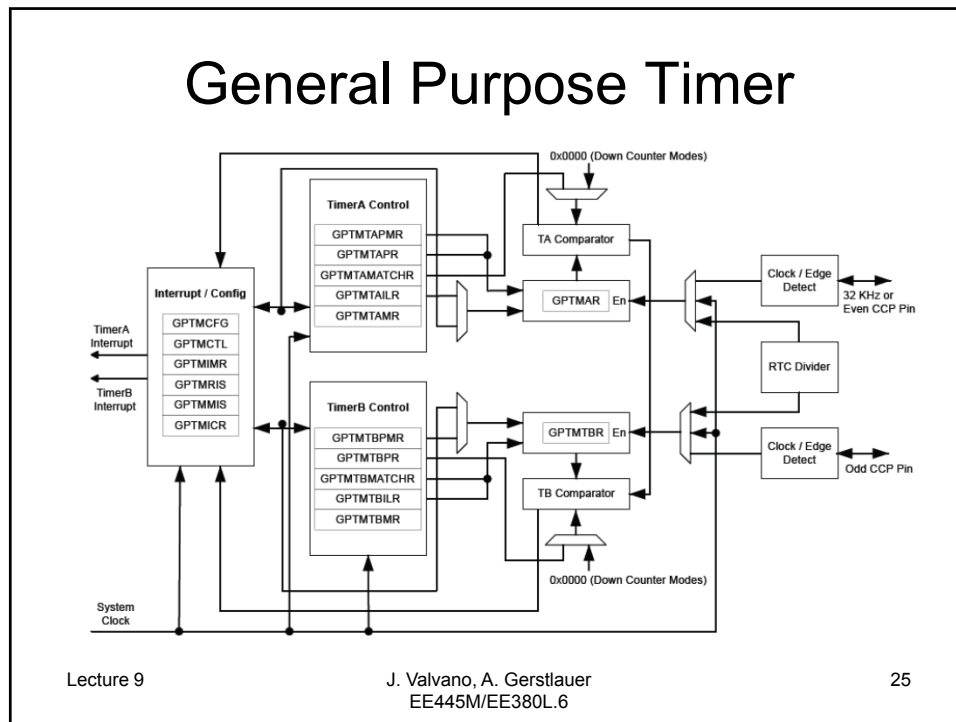 General Purpose Timer
0x0000 (Down Counter Modes)
TimerA Control
GPTMTAPMR
GPTMTAPR
GPTMTAMATCHR
GPTMTAILR
GPTMTAMR
TA Comparator
GPTMAR
En
Clock / Edge
Detect
32 KHz or
Even CCP Pin
Interrupt / Config
GPTMCFG
GPTMCTL
GPTMIMR
GPTMRIS
GPTMMIS
GPTMICR
TimerA
Interrupt
TimerB
Interrupt
RTC Divider
TimerB Control
GPTMTBPMR
GPTMTBPR
GPTMTBMATCHR
GPTMTBILR
GPTMTBMR
GPTMTBR
En
TB Comparator
Clock / Edge
Detect
Odd CCP Pin
0x0000 (Down Counter Modes)
System
Clock
Lecture 9
J. Valvano, A. Gerstlauer
EE445M/EE380L.6
25